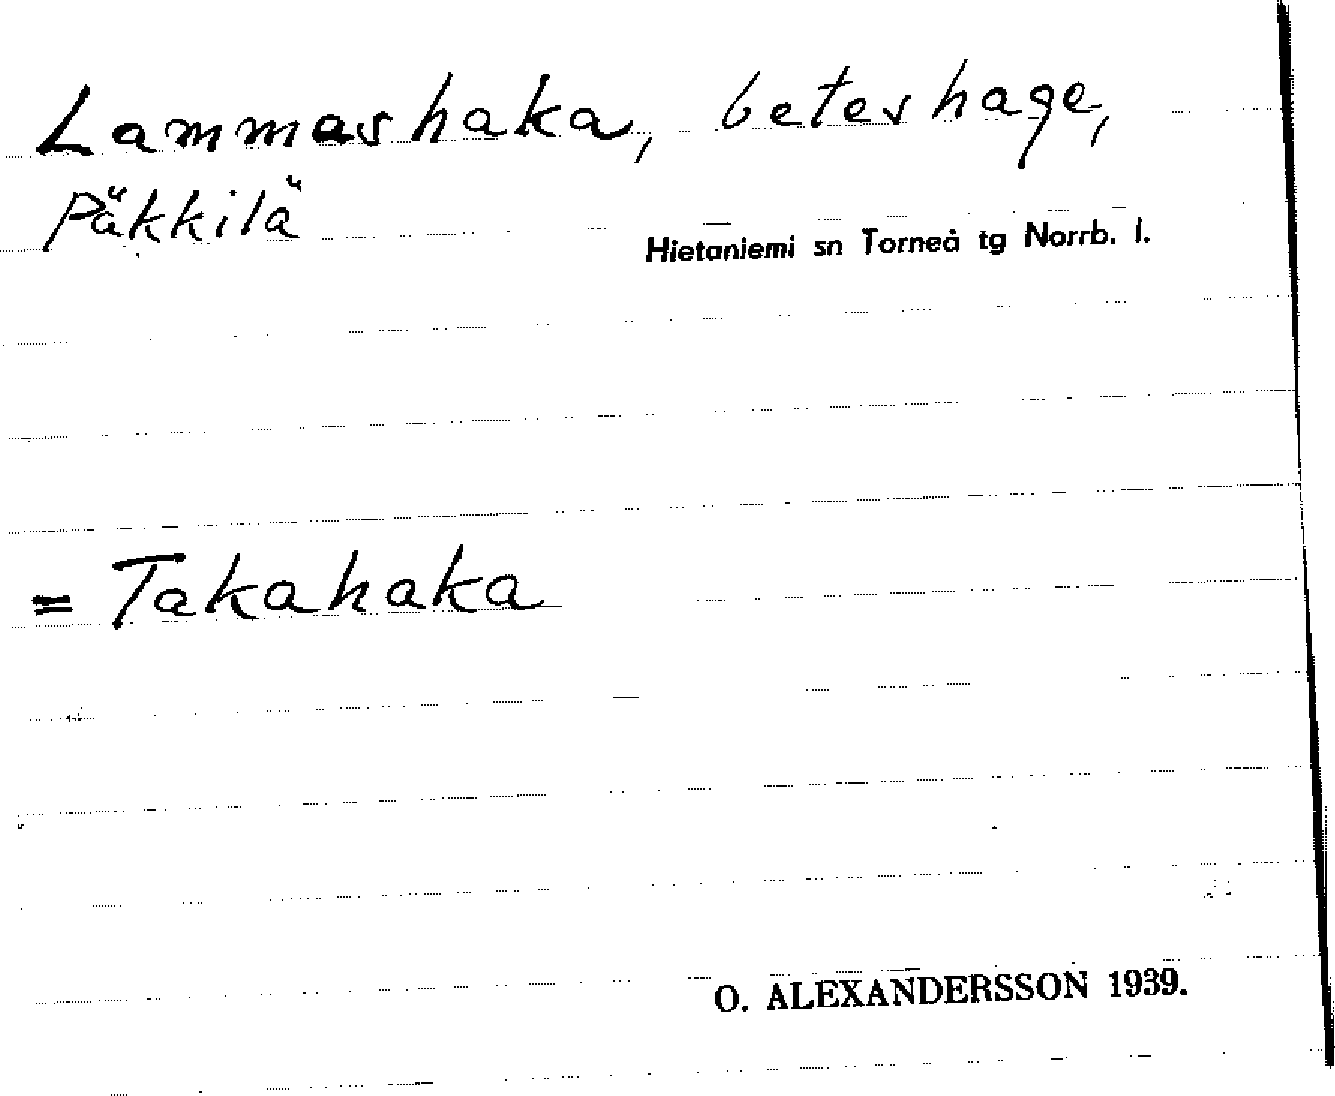 Lammashaka, beteshage,
Päkkilä
Hietaniemi sn Torneå tg Norrb. l.
= Takahaka
O. ALEXANDERSSON 1939.